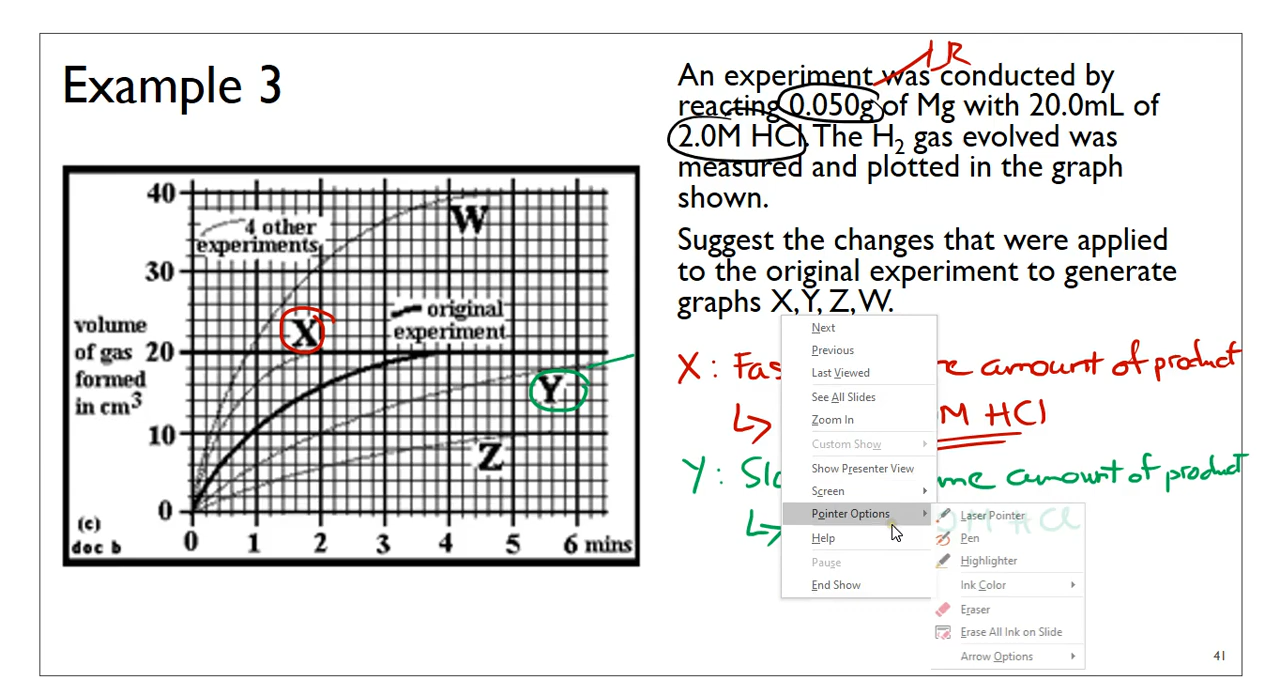 Example 3
LR
An experiment was conducted by
reacting 0.050g of Mg with 20.0mL of
2.0M HCl. The H₂ gas evolved was
measured and plotted in the graph
shown.
Suggest the changes that were applied
to the original experiment to generate
graphs X, Y, Z, W.
40
30
20
10
0
volume
of gas
formed
in cm³
4 other
experiments
W
X
original
experiment
Y
Z
(c)
doc b
0 1 2 3 4 5 6 mins
X : amount of product
M HCl
Y : amount of product
M HCl
Next
Previous
Last Viewed
See All Slides
Zoom In
Custom Show
Show Presenter View
Screen
Pointer Options
Help
Pause
End Show
Laser Pointer
Pen
Highlighter
Ink Color
Eraser
Erase All Ink on Slide
Arrow Options
41